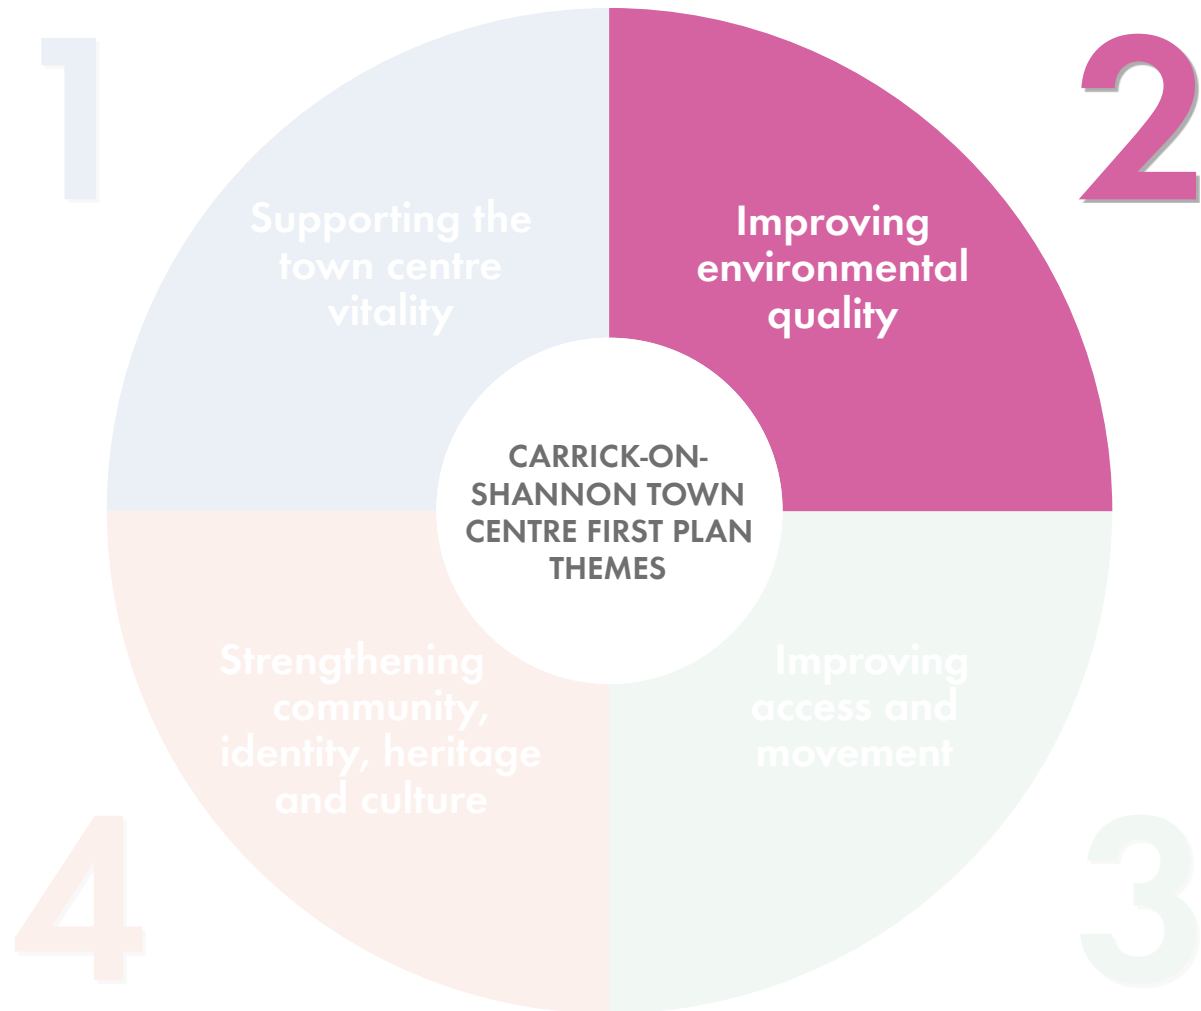 1
Supporting the
town centre
vitality
2
Improving
environmental
quality
CARRICK-ON-
SHANNON TOWN
CENTRE FIRST PLAN
THEMES
Strengthening
community,
identity, heritage
and culture
4
Improving
access and
movement
3